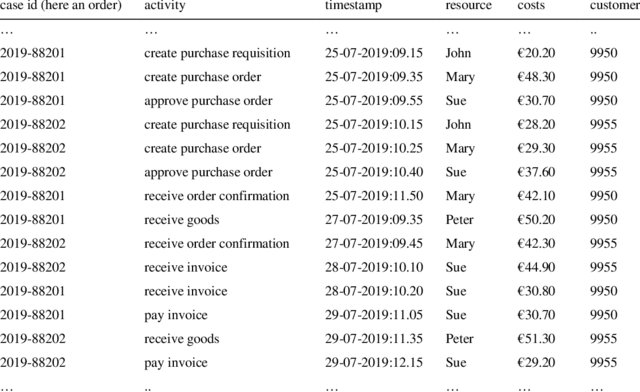 case id (here an order) activity timestamp resource costs customer
… … … … … ..
2019-88201 create purchase requisition 25-07-2019:09.15 John €20.20 9950
2019-88201 create purchase order 25-07-2019:09.35 Mary €48.30 9950
2019-88201 approve purchase order 25-07-2019:09.55 Sue €30.70 9950
2019-88202 create purchase requisition 25-07-2019:10.15 John €28.20 9955
2019-88202 create purchase order 25-07-2019:10.25 Mary €29.30 9955
2019-88202 approve purchase order 25-07-2019:10.40 Sue €37.60 9955
2019-88201 receive order confirmation 25-07-2019:11.50 Mary €42.10 9950
2019-88201 receive goods 27-07-2019:09.35 Peter €50.20 9950
2019-88202 receive order confirmation 27-07-2019:09.45 Mary €42.30 9955
2019-88202 receive invoice 28-07-2019:10.10 Sue €44.90 9955
2019-88201 receive invoice 28-07-2019:10.20 Sue €30.80 9950
2019-88201 pay invoice 29-07-2019:11.05 Sue €30.70 9950
2019-88202 receive goods 29-07-2019:11.35 Peter €51.30 9955
2019-88202 pay invoice 29-07-2019:12.15 Sue €29.20 9955
… .. … … … …